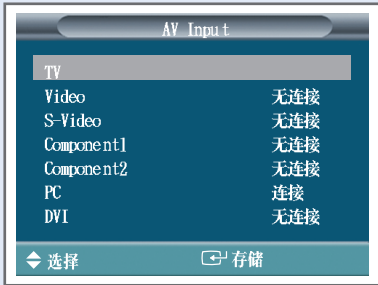 AV Input
TV
Video 无连接
S-Video 无连接
Component1 无连接
Component2 无连接
PC 连接
DVI 无连接
选择 存储